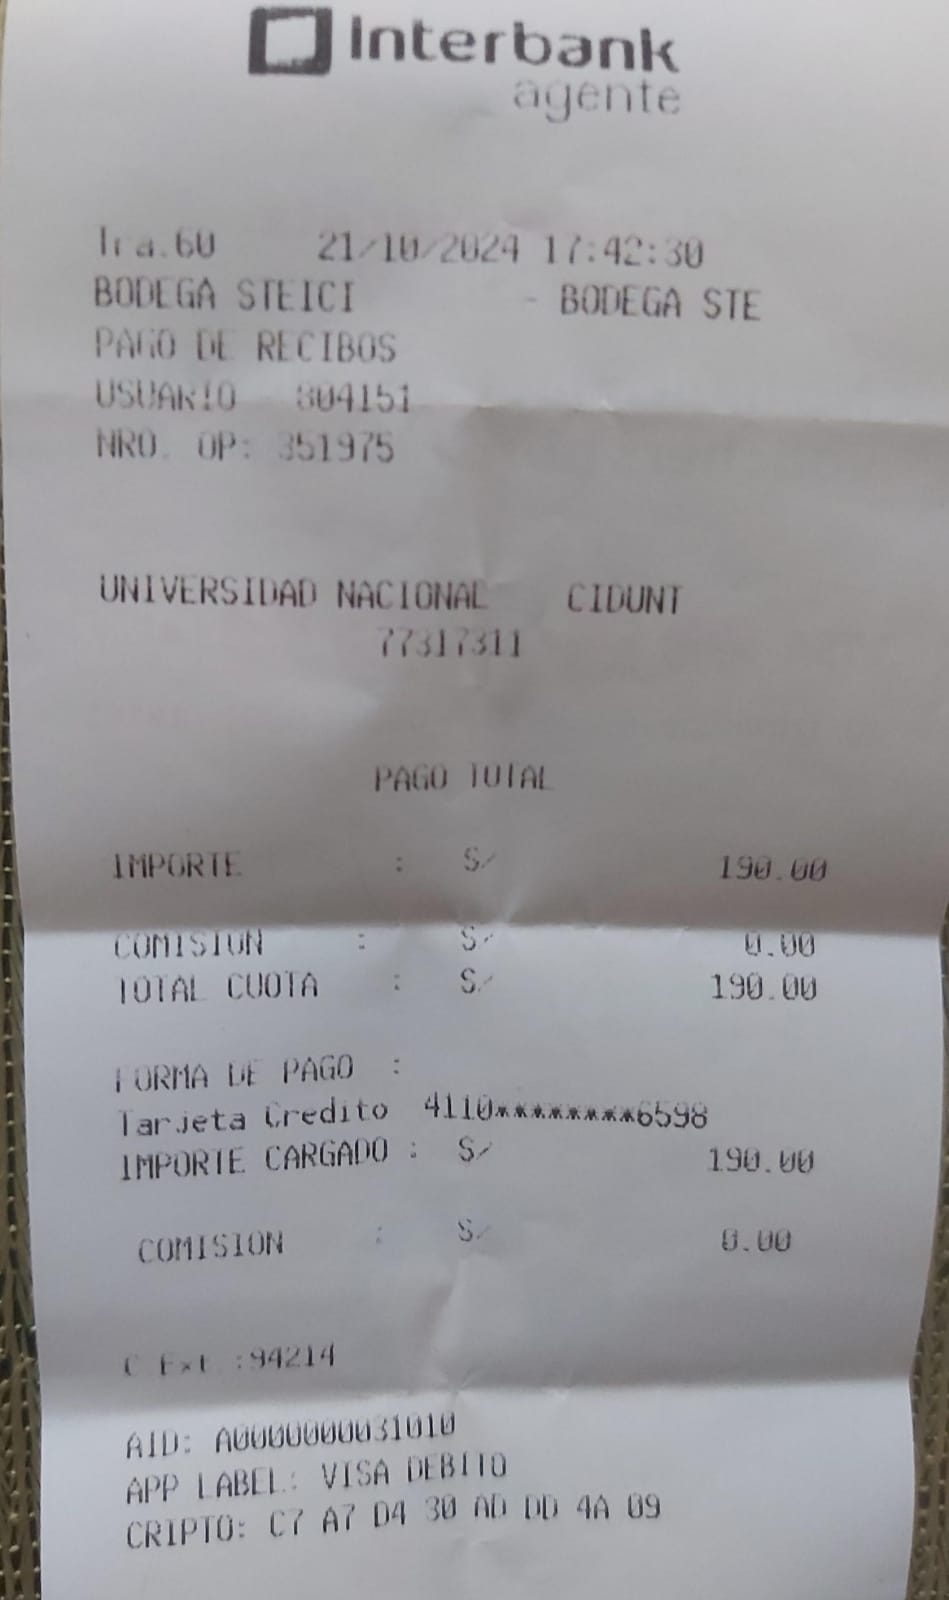 Interbank
agente
Tra.60 21/10/2024 17:42:30
BODEGA STEICI - BODEGA STE
PAGO DE RECIBOS
USUARIO 804151
NRO. OP: 351975
UNIVERSIDAD NACIONAL CIDUNT
77317311
PAGO TOTAL
IMPORTE : S/ 190.00
COMISION : S/ 0.00
TOTAL CUOTA : S/ 190.00
FORMA DE PAGO :
Tarjeta Credito 4110********6598
IMPORTE CARGADO : S/ 190.00
COMISION : S/ 0.00
C Ext :94214
AID: A0000000031010
APP LABEL: VISA DEBITO
CRIPTO: C7 A7 D4 30 AD DD 4A 09